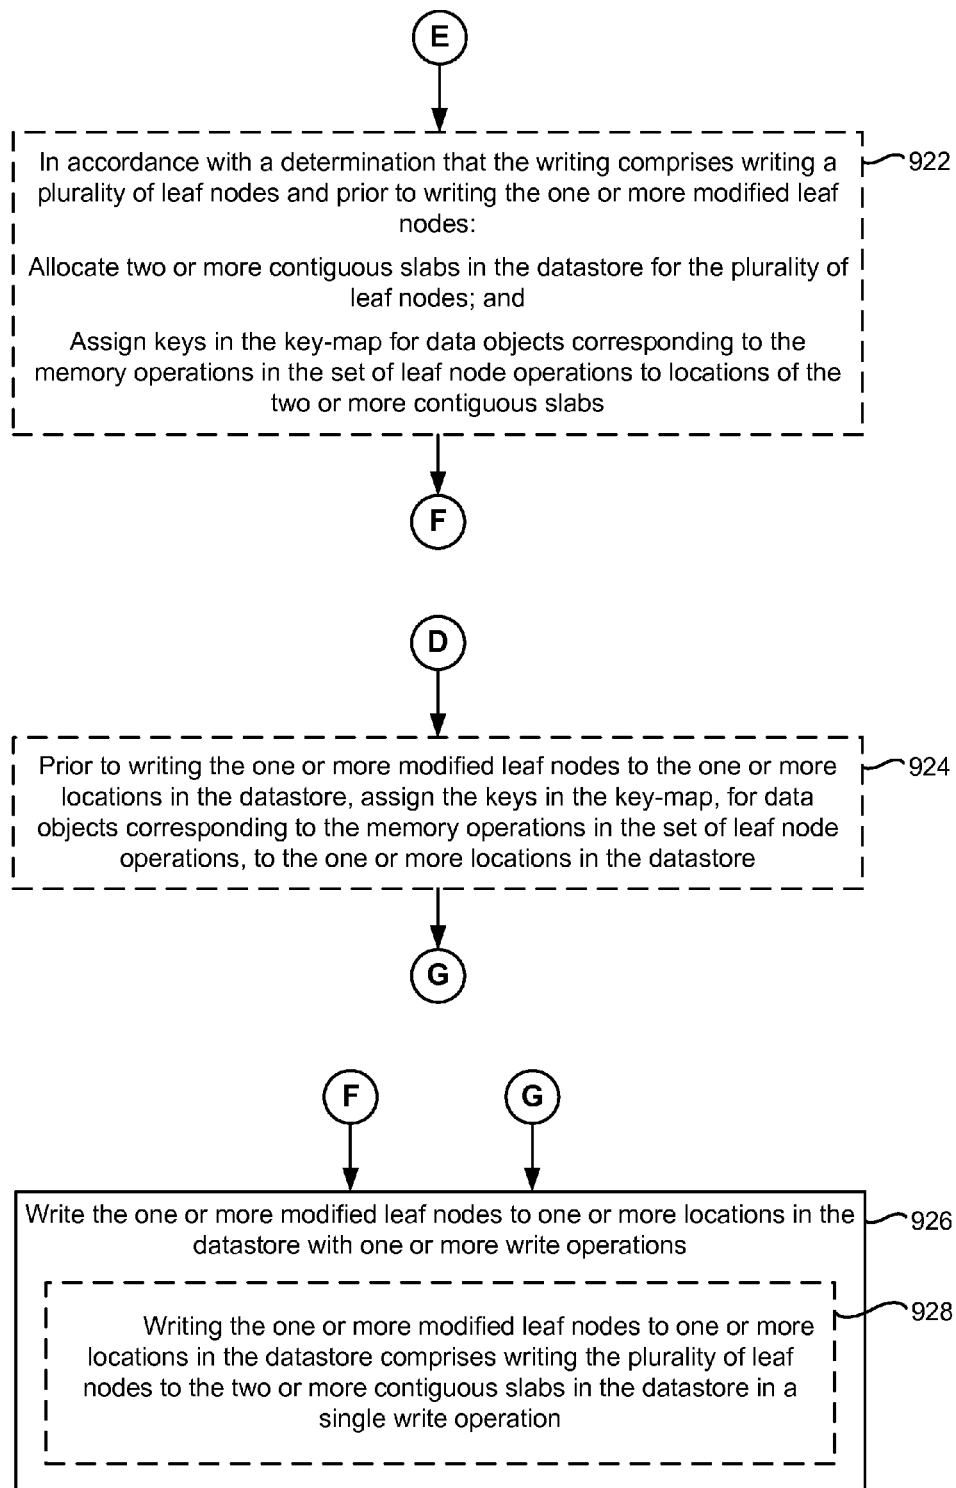 E
In accordance with a determination that the writing comprises writing a
plurality of leaf nodes and prior to writing the one or more modified leaf
nodes:
Allocate two or more contiguous slabs in the datastore for the plurality of
leaf nodes; and
Assign keys in the key-map for data objects corresponding to the
memory operations in the set of leaf node operations to locations of the
two or more contiguous slabs
922
F
D
Prior to writing the one or more modified leaf nodes to the one or more
locations in the datastore, assign the keys in the key-map, for data
objects corresponding to the memory operations in the set of leaf node
operations, to the one or more locations in the datastore
924
G
F
G
Write the one or more modified leaf nodes to one or more locations in the
datastore with one or more write operations
926
Writing the one or more modified leaf nodes to one or more
locations in the datastore comprises writing the plurality of leaf
nodes to the two or more contiguous slabs in the datastore in a
single write operation
928